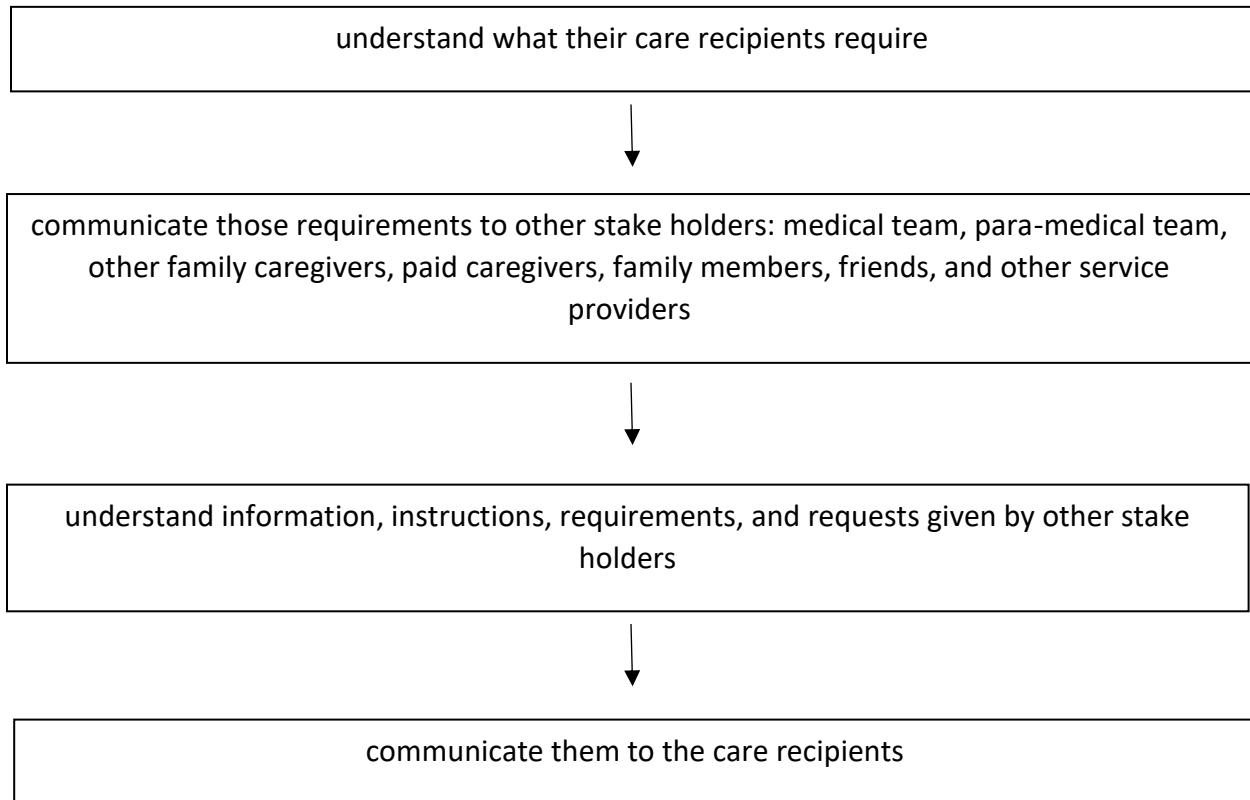 understand what their care recipients require
communicate those requirements to other stake holders: medical team, para-medical team,
other family caregivers, paid caregivers, family members, friends, and other service
providers
understand information, instructions, requirements, and requests given by other stake
holders
communicate them to the care recipients